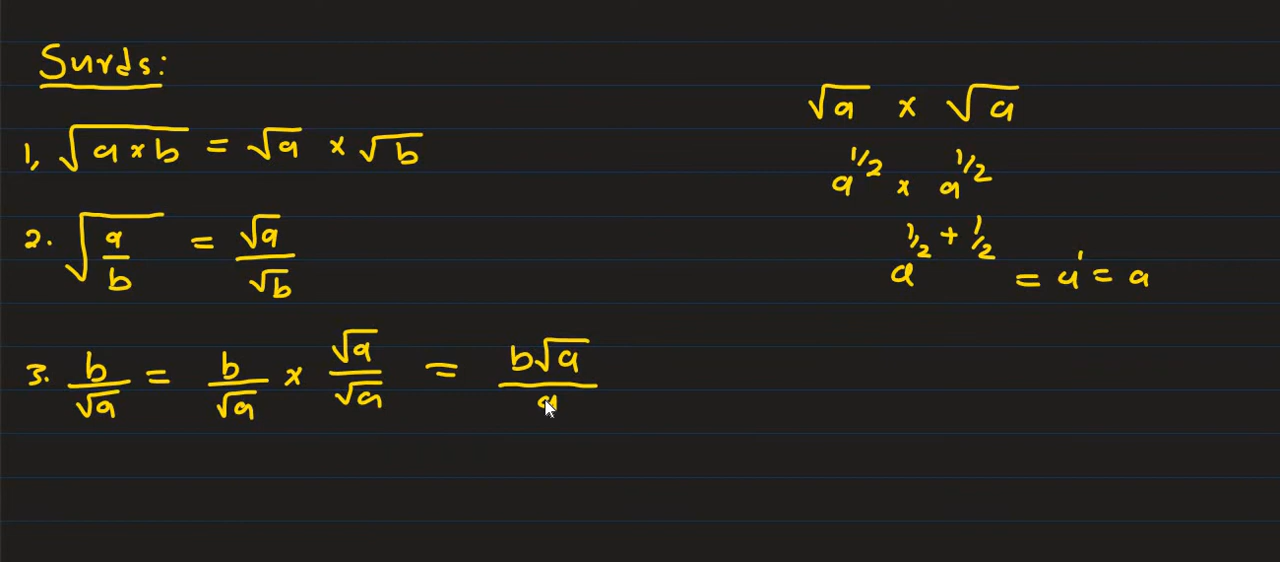 Surds:
1, √(a × b) = √a × √b
2. √(a/b) = √a/√b
3. b/√a = b/√a × √a/√a = b√a/a
√a × √a
a^1/2 × a^1/2
a^1/2 + 1/2 = a^1 = a